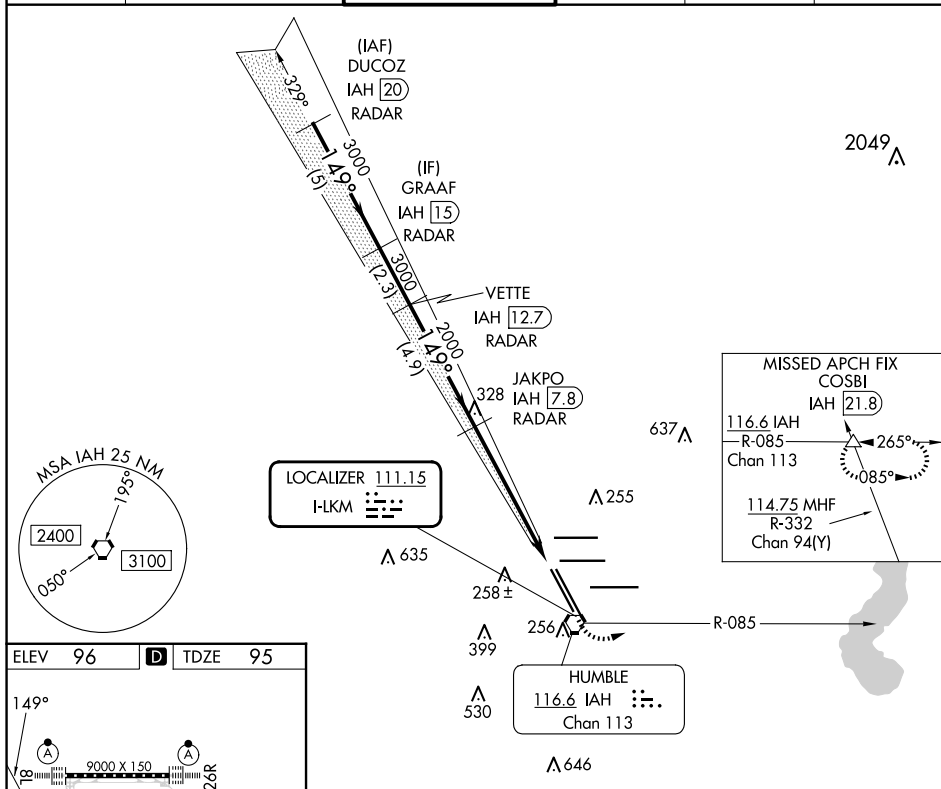 (IAF)
DUCOZ
IAH 20
RADAR
329°
3000
149°
(5)
(IF)
GRAAF
IAH 15
RADAR
2049
3000
(2.3)
VETTE
IAH 12.7
RADAR
2000
149°
(4.9)
328
JAKPO
IAH 7.8
RADAR
637
MISSED APCH FIX
COSBI
IAH 21.8
116.6 IAH
R-085
Chan 113
265°
085°
114.75 MHF
R-332
Chan 94(Y)
MSA IAH 25 NM
195°
2400
3100
050°
LOCALIZER 111.15
I-LKM
255
635
258 ±
256
R-085
399
530
HUMBLE
116.6 IAH
Chan 113
646
ELEV 96 D TDZE 95
149°
A
A
8L
9000 X 150
26R